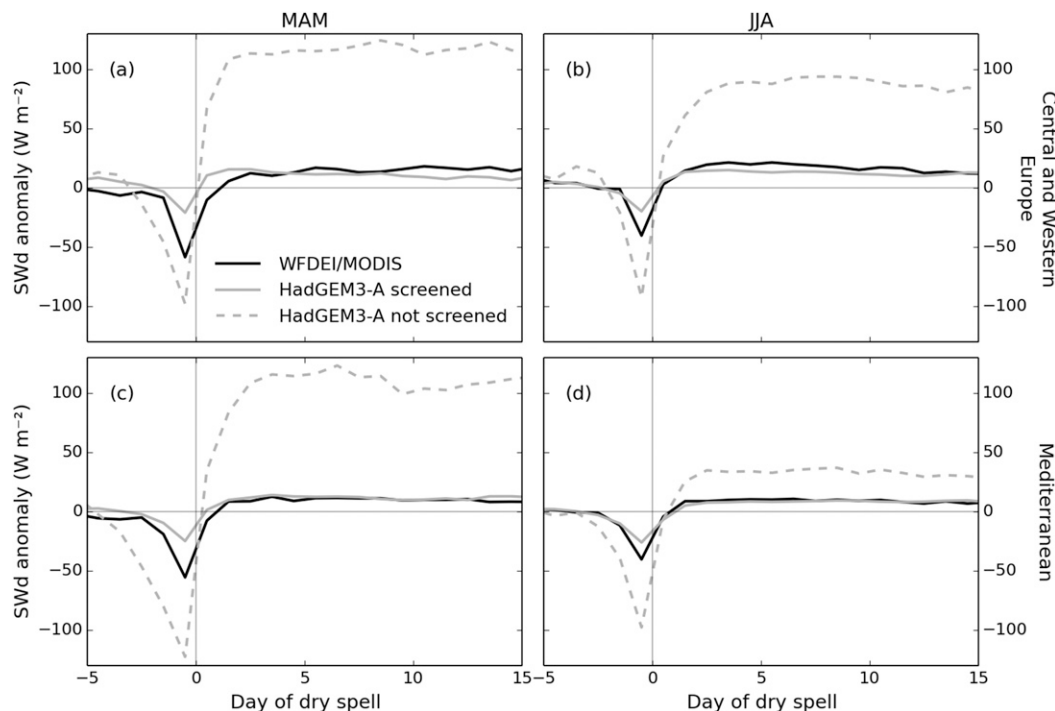 MAM
JJA
(a)
(b)
100
50
0
−50
−100
SWd anomaly (W m⁻²)
WFDEI/MODIS
HadGEM3-A screened
HadGEM3-A not screened
100
50
0
−50
−100
Central and Western
Europe
(c)
(d)
100
50
0
−50
−100
SWd anomaly (W m⁻²)
100
50
0
−50
−100
Mediterranean
−5 0 5 10 15
−5 0 5 10 15
Day of dry spell
Day of dry spell